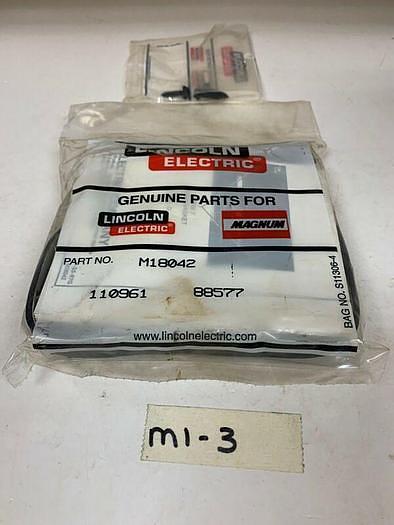 LINCOLN
ELECTRIC
GENUINE PARTS FOR
LINCOLN
ELECTRIC
MAGNUM
PART NO. M18042
110961 88577
BAG NO. S11306-4
www.lincolnelectric.com
M1-3